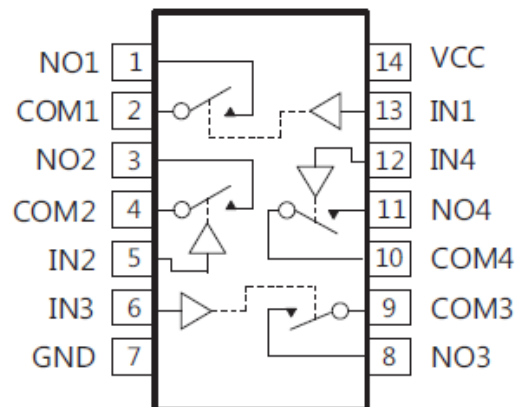 NO1 1
COM1 2
NO2 3
COM2 4
IN2 5
IN3 6
GND 7
14 VCC
13 IN1
12 IN4
11 NO4
10 COM4
9 COM3
8 NO3